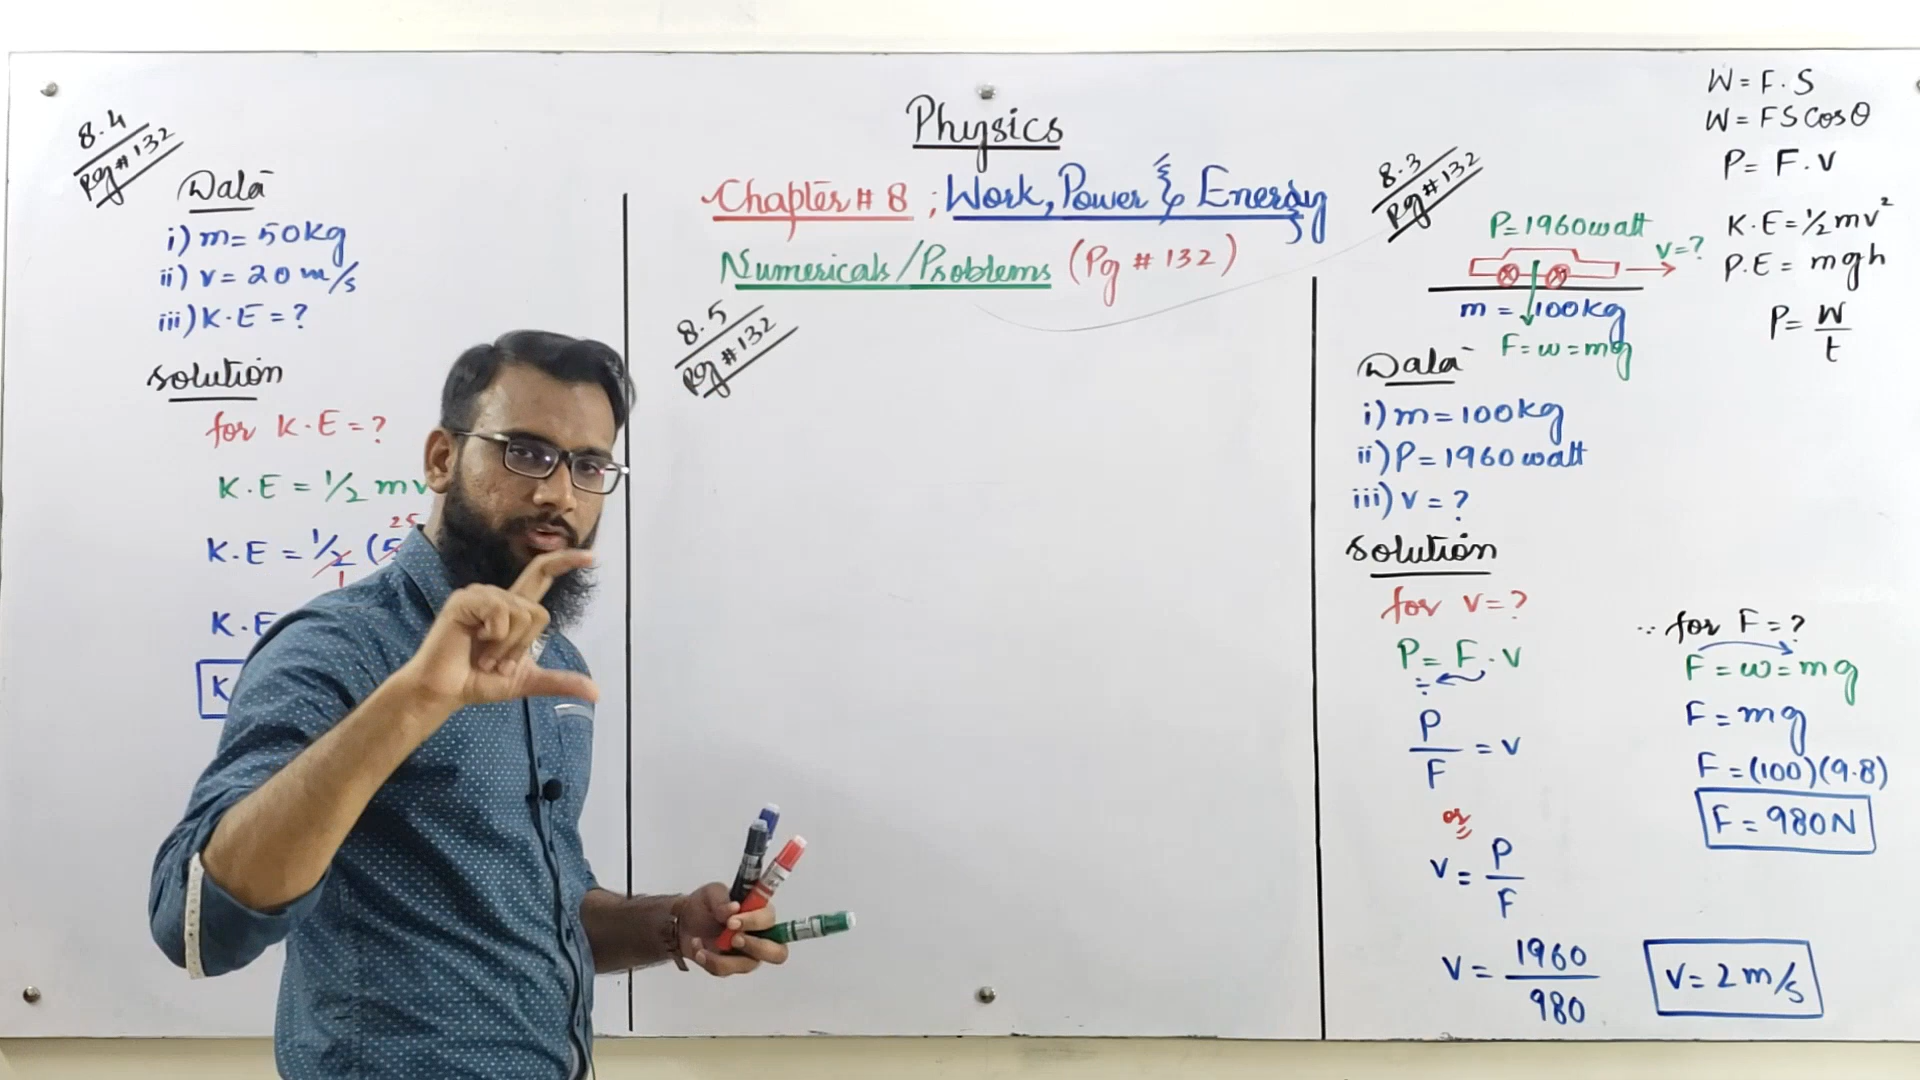 Physics
Chapter # 8 ; Work, Power & Energy
Numericals/Problems (Pg # 132)
8.4
Pg # 132
Data
i) m = 50kg
ii) v = 20 m/s
iii) K.E = ?
Solution
for K.E = ?
K.E = 1/2 mv
25
K.E = 1/2 (5
1
K.E
K
8.5
Pg # 132
8.3
Pg # 132
P = 1960 watt
v = ?
m = 100kg
F = w = mg
Data
i) m = 100kg
ii) P = 1960 watt
iii) v = ?
Solution
for v = ?
P = F . v
÷
P/F = v
or
v = P/F
v = 1960/980
v = 2 m/s
∵ for F = ?
F = w = mg
F = mg
F = (100)(9.8)
F = 980N
W = F . S
W = FS Cosθ
P = F . v
K.E = 1/2 mv²
P.E = mgh
P = W/t